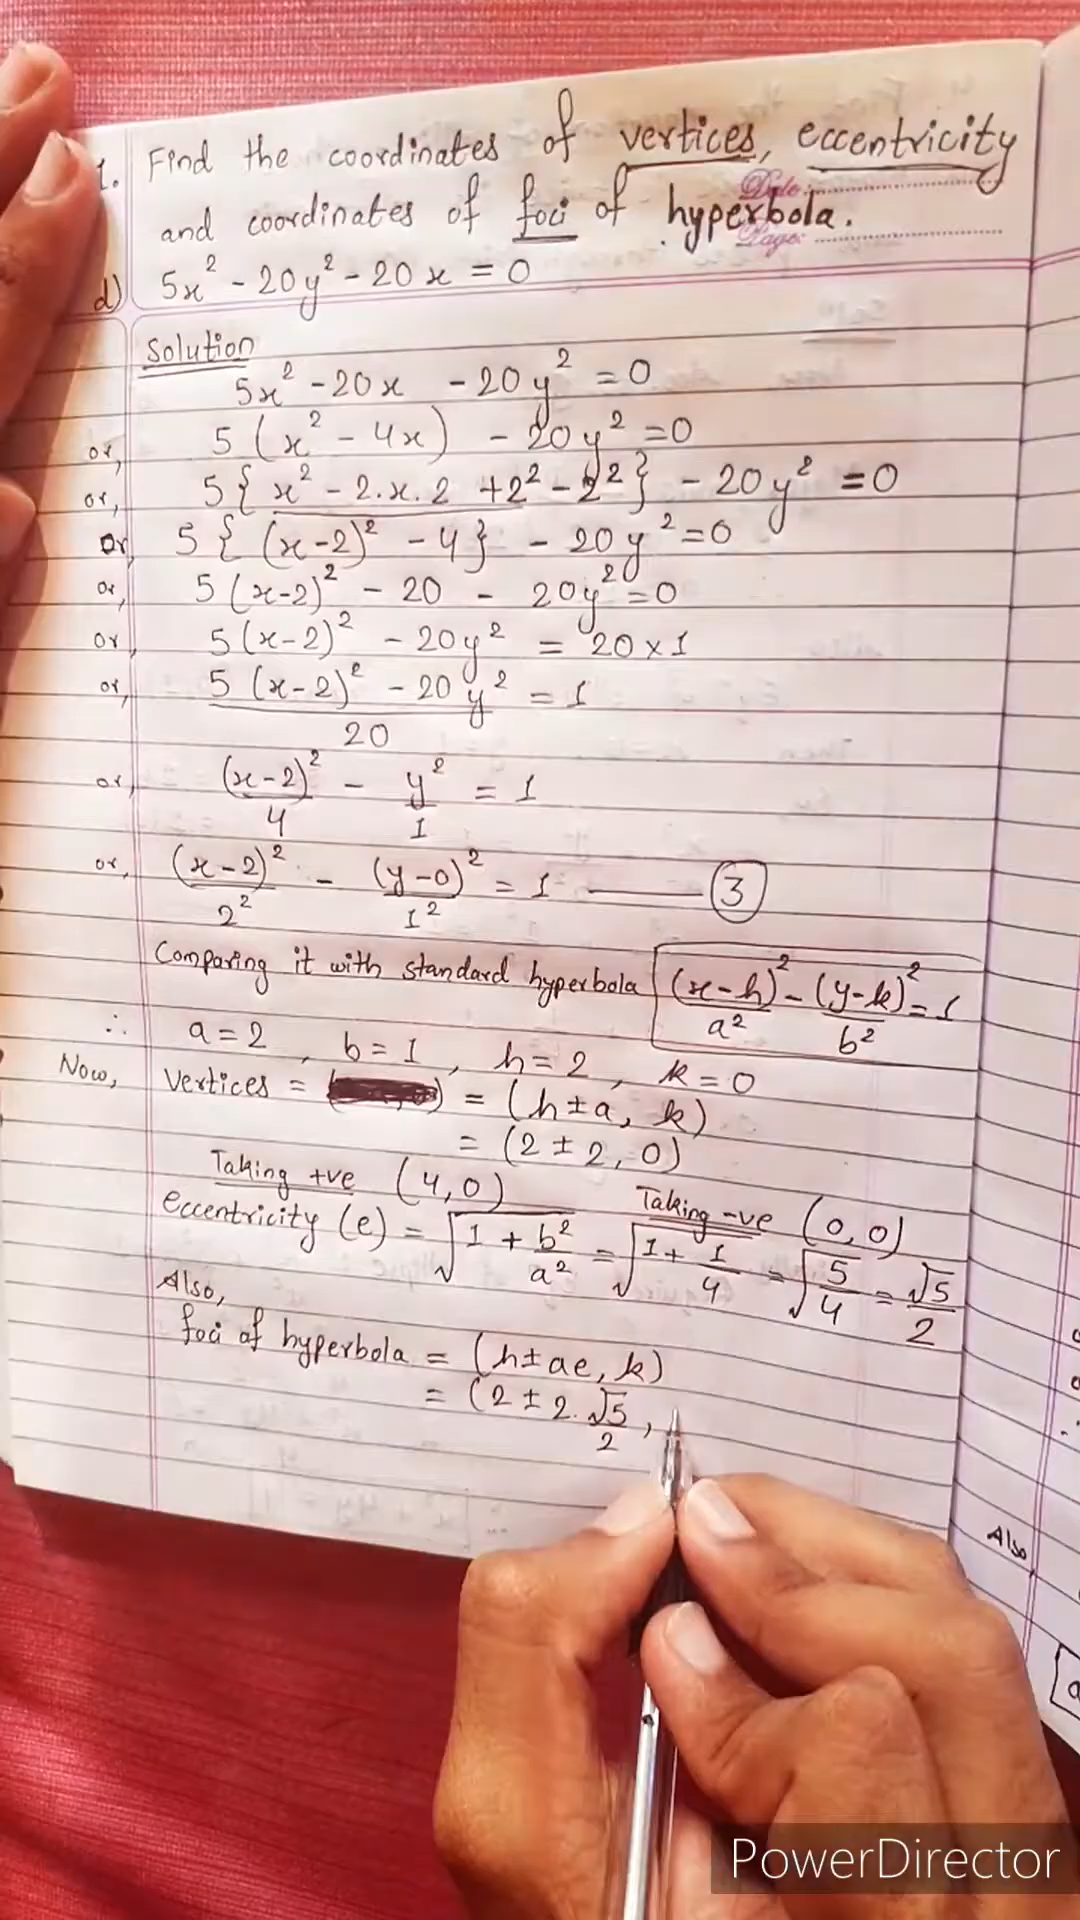 1. Find the coordinates of vertices, eccentricity
Date:
and coordinates of foci of hyperbola.
Page:
d) 5x² - 20y² - 20x = 0
Solution
5x² - 20x - 20y² = 0
or, 5(x² - 4x) - 20y² = 0
or, 5{x² - 2.x.2 + 2² - 2²} - 20y² = 0
or 5{(x-2)² - 4} - 20y² = 0
or, 5(x-2)² - 20 - 20y² = 0
or 5(x-2)² - 20y² = 20 x 1
or, (5(x-2)² - 20y²)/20 = 1
or, (x-2)²/4 - y²/1 = 1
or, (x-2)²/2² - (y-0)²/1² = 1 ——— 3
Comparing it with standard hyperbola (x-h)²/a² - (y-k)²/b² = 1
∴ a = 2, b = 1, h = 2, k = 0
Now, Vertices = = (h±a, k)
= (2 ± 2, 0)
Taking +ve (4,0) Taking -ve (0,0)
eccentricity (e) = √(1 + b²/a²) = √(1 + 1/4) = √(5/4) = √5/2
Also,
foci of hyperbola = (h±ae, k)
= (2 ± 2.√5/2,
Also
PowerDirector